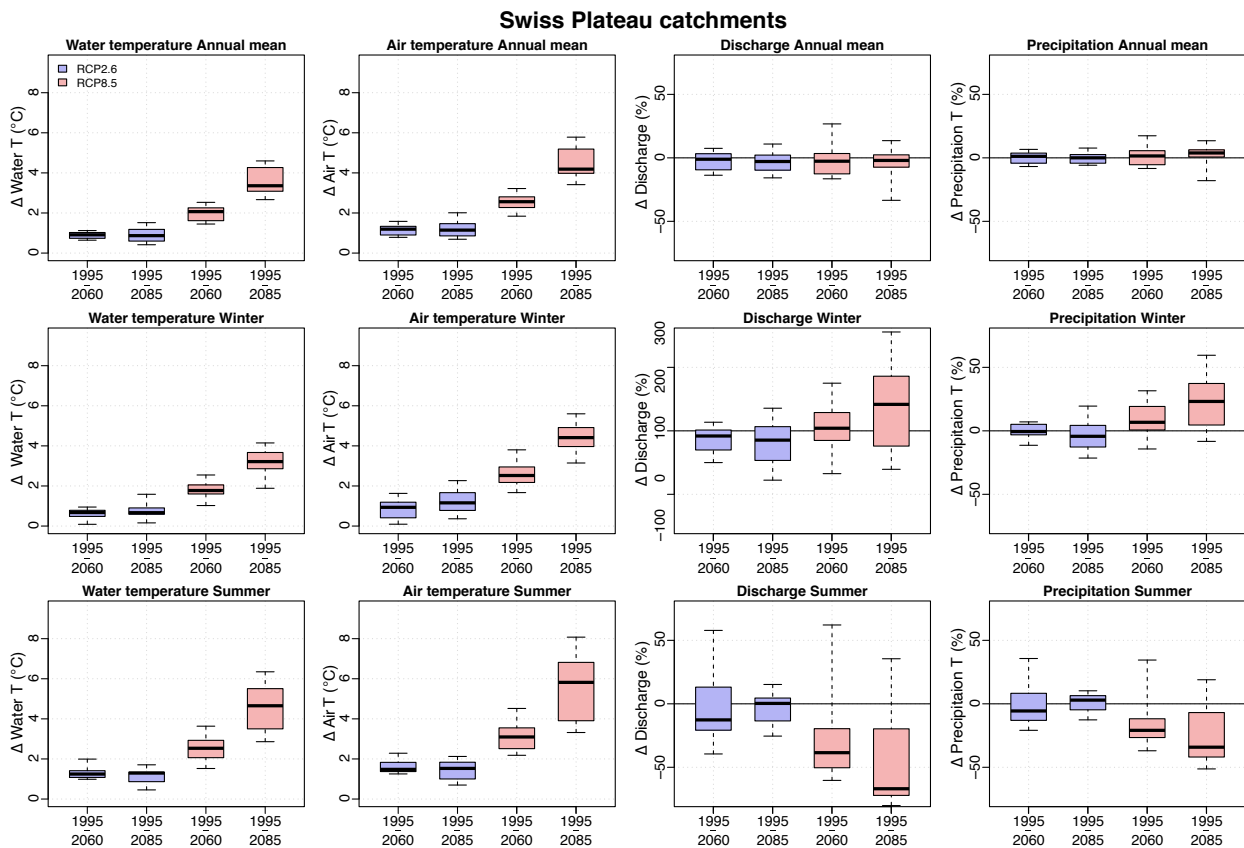 Swiss Plateau catchments
Water temperature Annual mean
Δ Water T (°C)
0 2 4 6 8
RCP2.6
RCP8.5
1995 – 2060
1995 – 2085
1995 – 2060
1995 – 2085
Air temperature Annual mean
Δ Air T (°C)
0 2 4 6 8
1995 – 2060
1995 – 2085
1995 – 2060
1995 – 2085
Discharge Annual mean
Δ Discharge (%)
−50 0 50
1995 – 2060
1995 – 2085
1995 – 2060
1995 – 2085
Precipitation Annual mean
Δ Precipitaion T (%)
−50 0 50
1995 – 2060
1995 – 2085
1995 – 2060
1995 – 2085
Water temperature Winter
Δ Water T (°C)
0 2 4 6 8
1995 – 2060
1995 – 2085
1995 – 2060
1995 – 2085
Air temperature Winter
Δ Air T (°C)
0 2 4 6 8
1995 – 2060
1995 – 2085
1995 – 2060
1995 – 2085
Discharge Winter
Δ Discharge (%)
−100 0 100 200 300
1995 – 2060
1995 – 2085
1995 – 2060
1995 – 2085
Precipitation Winter
Δ Precipitaion T (%)
−50 0 50
1995 – 2060
1995 – 2085
1995 – 2060
1995 – 2085
Water temperature Summer
Δ Water T (°C)
0 2 4 6 8
1995 – 2060
1995 – 2085
1995 – 2060
1995 – 2085
Air temperature Summer
Δ Air T (°C)
0 2 4 6 8
1995 – 2060
1995 – 2085
1995 – 2060
1995 – 2085
Discharge Summer
Δ Discharge (%)
−50 0 50
1995 – 2060
1995 – 2085
1995 – 2060
1995 – 2085
Precipitation Summer
Δ Precipitaion T (%)
−50 0 50
1995 – 2060
1995 – 2085
1995 – 2060
1995 – 2085